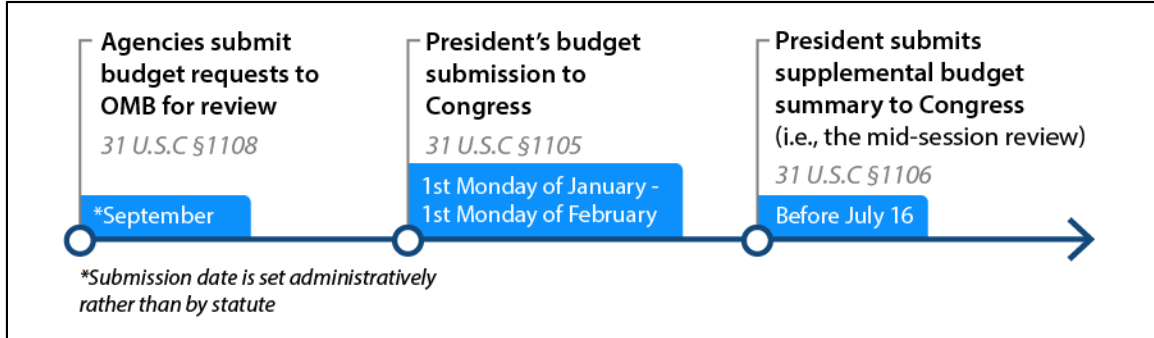 Agencies submit
budget requests to
OMB for review
31 U.S.C §1108
*September
President’s budget
submission to
Congress
31 U.S.C §1105
1st Monday of January -
1st Monday of February
President submits
supplemental budget
summary to Congress
(i.e., the mid-session review)
31 U.S.C §1106
Before July 16
*Submission date is set administratively
rather than by statute